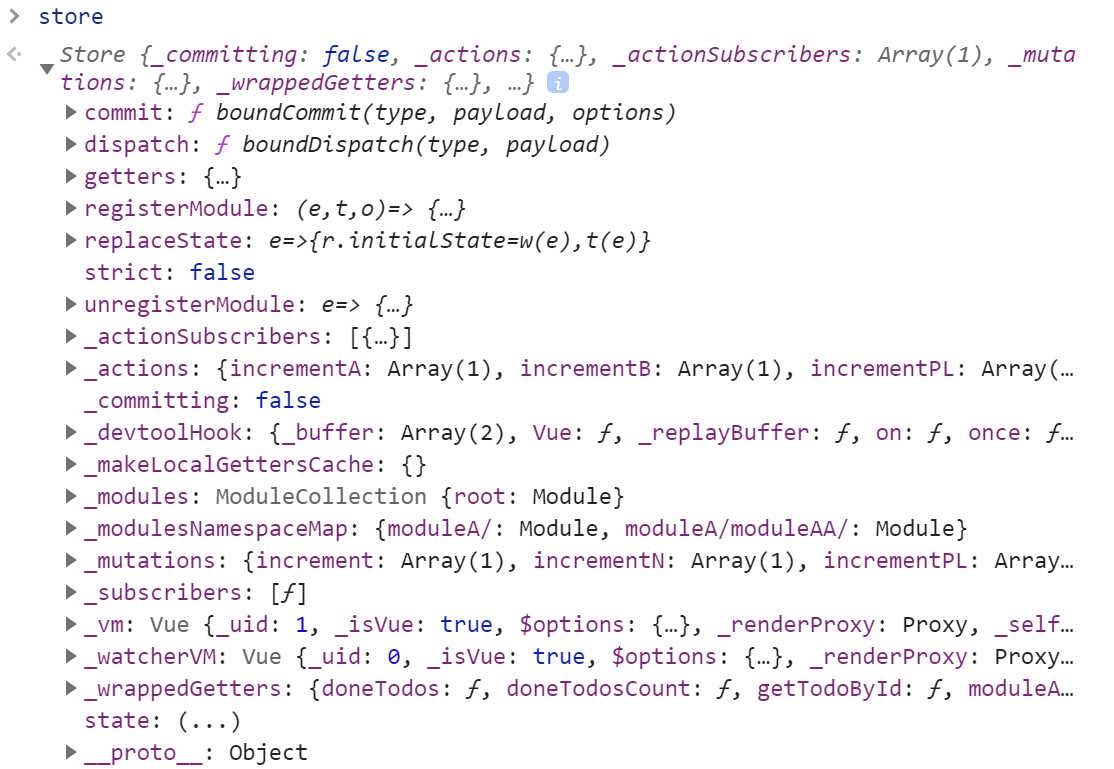 store
Store {_committing: false, _actions: {…}, _actionSubscribers: Array(1), _muta
tions: {…}, _wrappedGetters: {…}, …} i
commit: ƒ boundCommit(type, payload, options)
dispatch: ƒ boundDispatch(type, payload)
getters: {…}
registerModule: (e,t,o)=> {…}
replaceState: e=>{r.initialState=w(e),t(e)}
strict: false
unregisterModule: e=> {…}
_actionSubscribers: [{…}]
_actions: {incrementA: Array(1), incrementB: Array(1), incrementPL: Array(…
_committing: false
_devtoolHook: {_buffer: Array(2), Vue: ƒ, _replayBuffer: ƒ, on: ƒ, once: ƒ…
_makeLocalGettersCache: {}
_modules: ModuleCollection {root: Module}
_modulesNamespaceMap: {moduleA/: Module, moduleA/moduleAA/: Module}
_mutations: {increment: Array(1), incrementN: Array(1), incrementPL: Array…
_subscribers: [ƒ]
_vm: Vue {_uid: 1, _isVue: true, $options: {…}, _renderProxy: Proxy, _self…
_watcherVM: Vue {_uid: 0, _isVue: true, $options: {…}, _renderProxy: Proxy…
_wrappedGetters: {doneTodos: ƒ, doneTodosCount: ƒ, getTodoById: ƒ, moduleA…
state: (...)
__proto__: Object